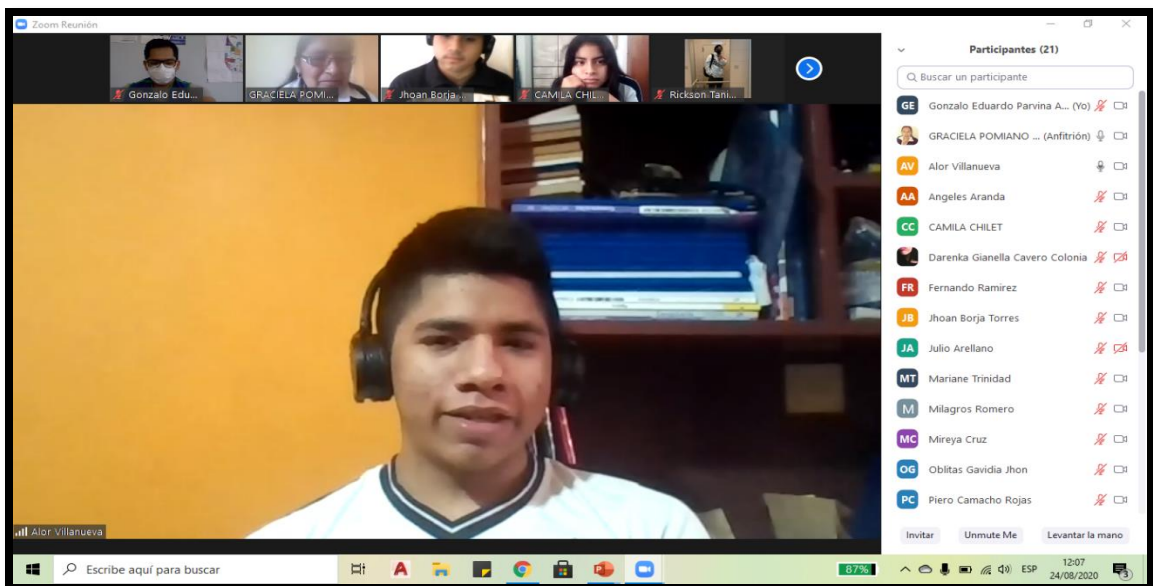 Zoom Reunión
Gonzalo Edu...
GRACIELA POMI...
Jhoan Borja ...
CAMILA CHIL...
Rickson Tani...
Alor Villanueva
Participantes (21)
Buscar un participante
GE Gonzalo Eduardo Parvina A... (Yo)
GRACIELA POMIANO ... (Anfitrión)
AV Alor Villanueva
AA Angeles Aranda
CC CAMILA CHILET
Darenka Gianella Cavero Colonia
FR Fernando Ramirez
JB Jhoan Borja Torres
JA Julio Arellano
MT Mariane Trinidad
M Milagros Romero
MC Mireya Cruz
OG Oblitas Gavidia Jhon
PC Piero Camacho Rojas
Invitar Unmute Me Levantar la mano
Escribe aquí para buscar
87%
ESP
12:07
24/08/2020
3